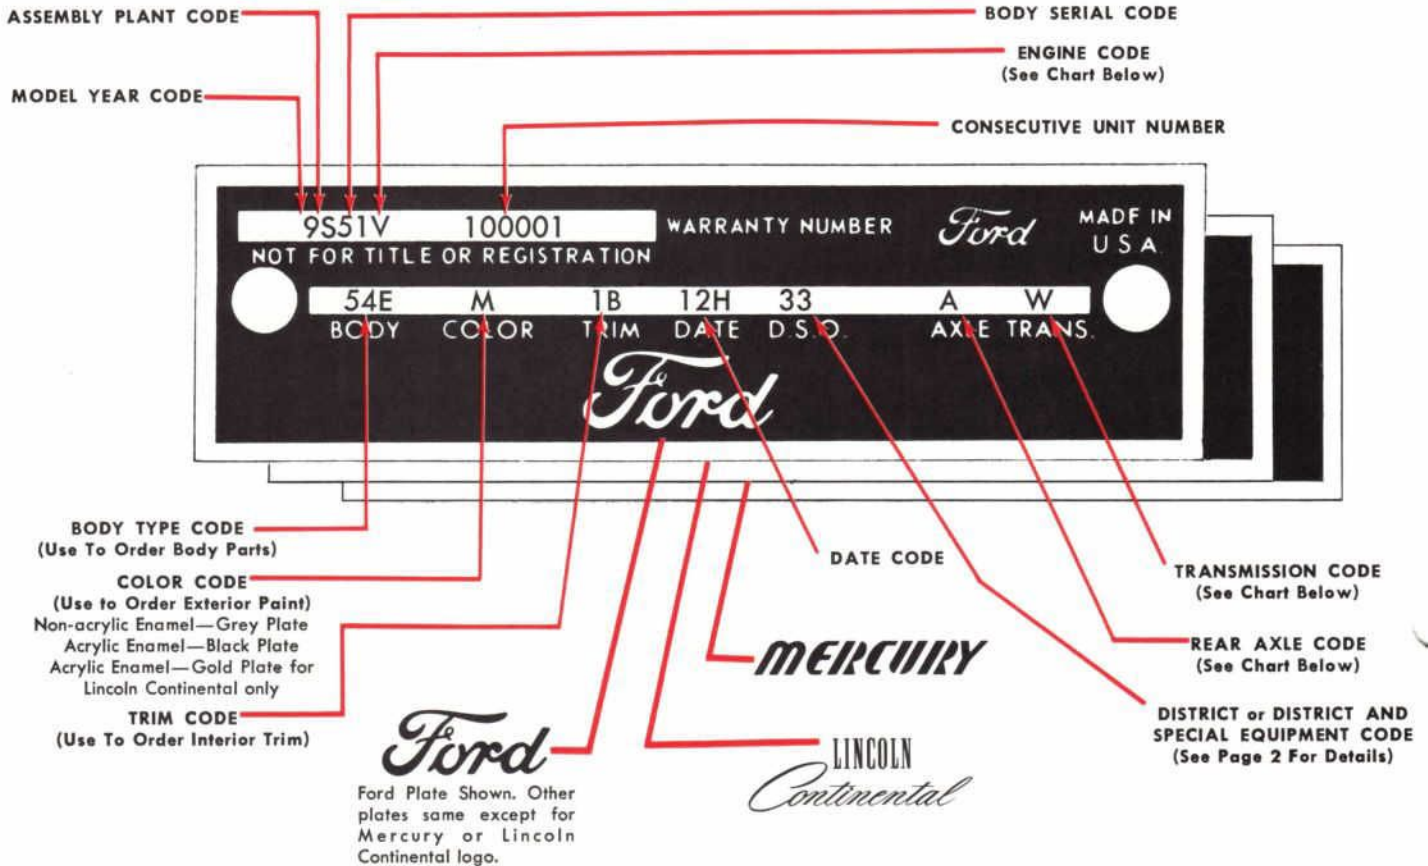 ASSEMBLY PLANT CODE
BODY SERIAL CODE
ENGINE CODE
(See Chart Below)
MODEL YEAR CODE
CONSECUTIVE UNIT NUMBER
9S51V 100001
WARRANTY NUMBER
Ford
MADE IN
U S A.
NOT FOR TITLE OR REGISTRATION
54E M 1B 12H 33 A W
BODY COLOR TRIM DATE D.S.O. AXLE TRANS.
Ford
BODY TYPE CODE
(Use To Order Body Parts)
COLOR CODE
(Use to Order Exterior Paint)
Non-acrylic Enamel—Grey Plate
Acrylic Enamel—Black Plate
Acrylic Enamel—Gold Plate for
Lincoln Continental only
TRIM CODE
(Use To Order Interior Trim)
DATE CODE
TRANSMISSION CODE
(See Chart Below)
REAR AXLE CODE
(See Chart Below)
DISTRICT or DISTRICT AND
SPECIAL EQUIPMENT CODE
(See Page 2 For Details)
MERCURY
Ford
Ford Plate Shown. Other
plates same except for
Mercury or Lincoln
Continental logo.
LINCOLN
Continental